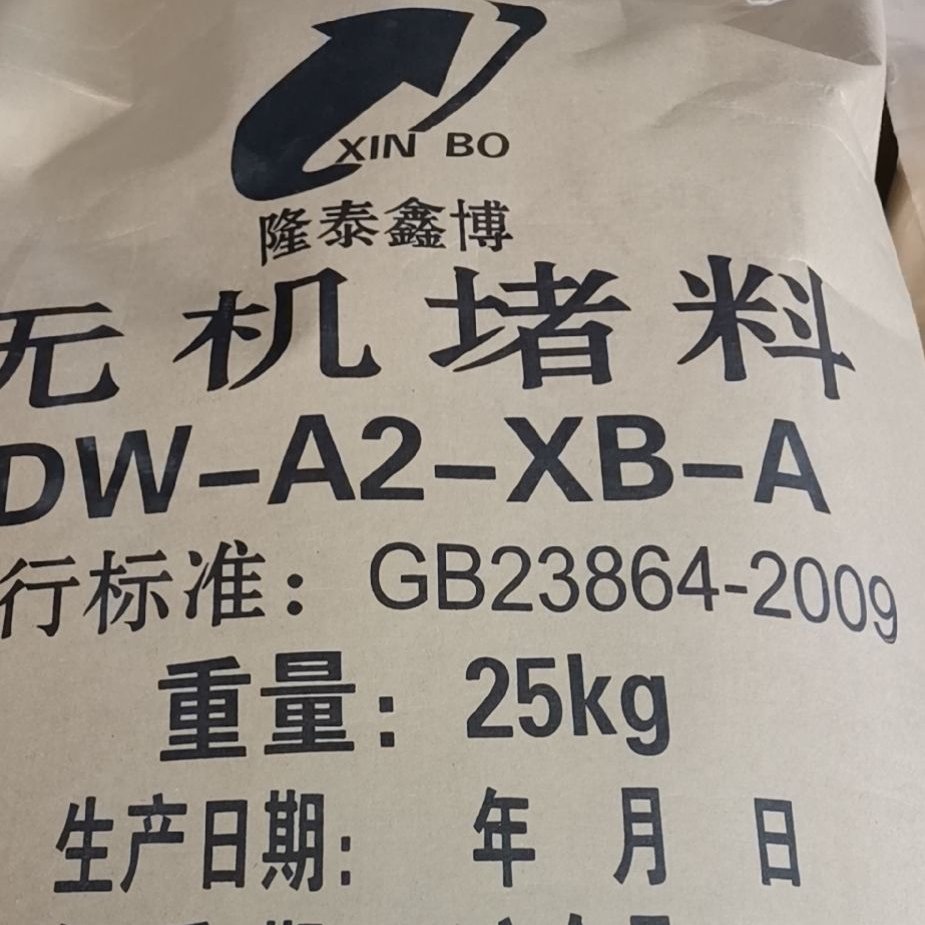 XIN BO
隆泰鑫博
无机堵料
DW-A2-XB-A
行标准：GB23864-2009
重量：25kg
生产日期： 年 月 日